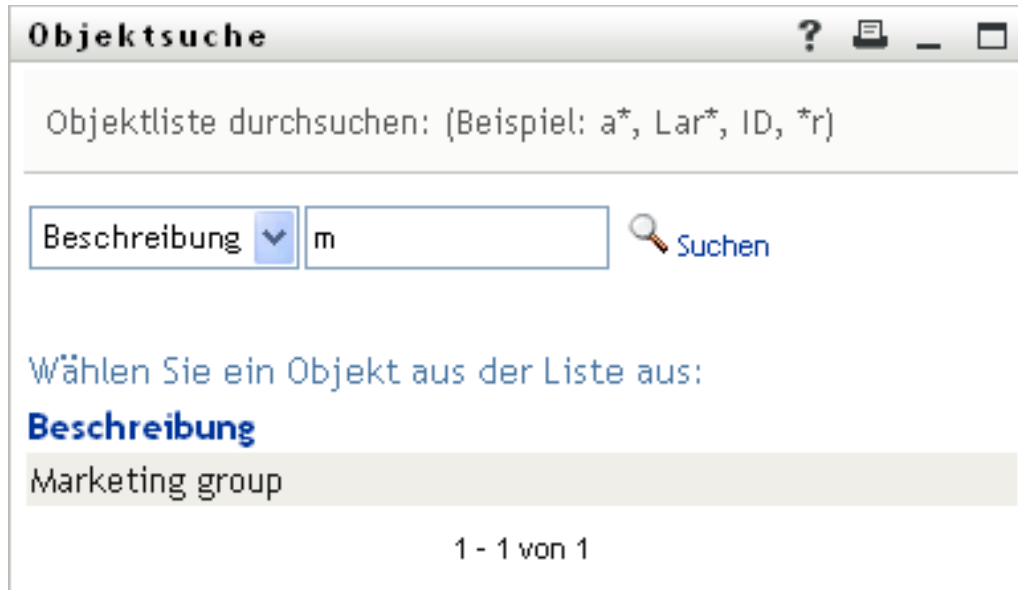 Objektsuche ?
Objektliste durchsuchen: (Beispiel: a*, Lar*, ID, *r)
Beschreibung m Suchen
Wählen Sie ein Objekt aus der Liste aus:
Beschreibung
Marketing group
1 - 1 von 1